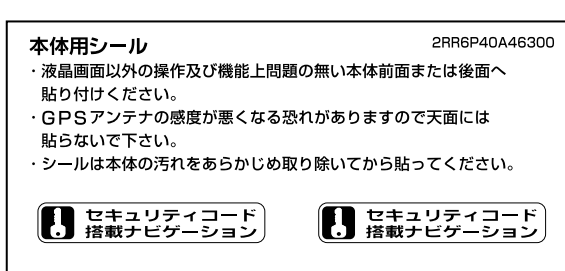 本体用シール
2RR6P40A46300
・液晶画面以外の操作及び機能上問題の無い本体前面または後面へ
貼り付けください。
・GPSアンテナの感度が悪くなる恐れがありますので天面には
貼らないで下さい。
・シールは本体の汚れをあらかじめ取り除いてから貼ってください。
セキュリティコード
搭載ナビゲーション
セキュリティコード
搭載ナビゲーション